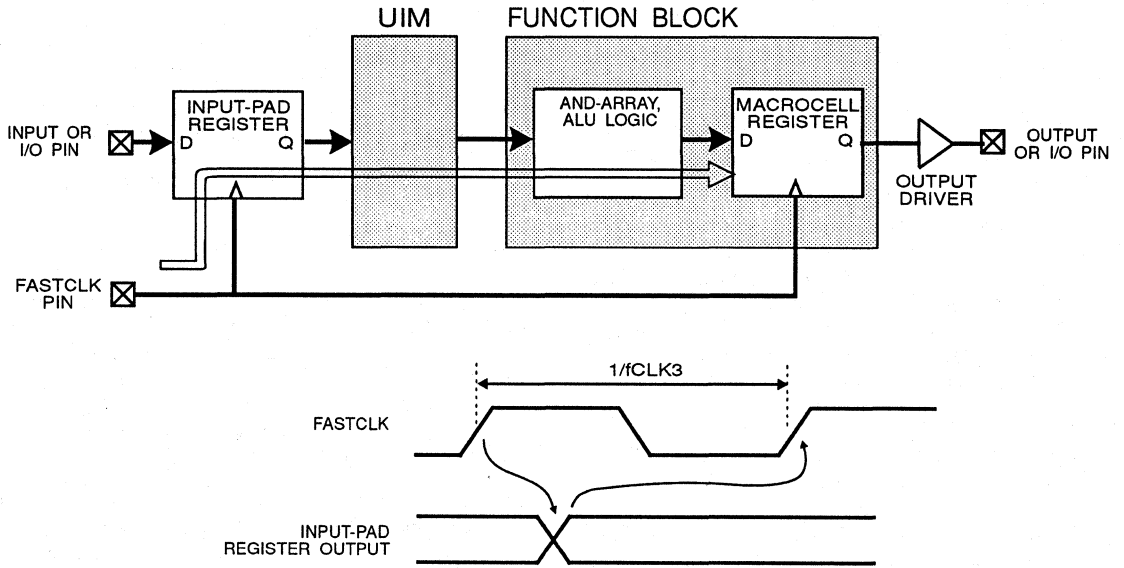 UIM
FUNCTION BLOCK
INPUT-PAD
REGISTER
D
Q
AND-ARRAY,
ALU LOGIC
MACROCELL
REGISTER
D
Q
INPUT OR
I/O PIN
OUTPUT
OR I/O PIN
OUTPUT
DRIVER
FASTCLK
PIN
1/fCLK3
FASTCLK
INPUT-PAD
REGISTER OUTPUT